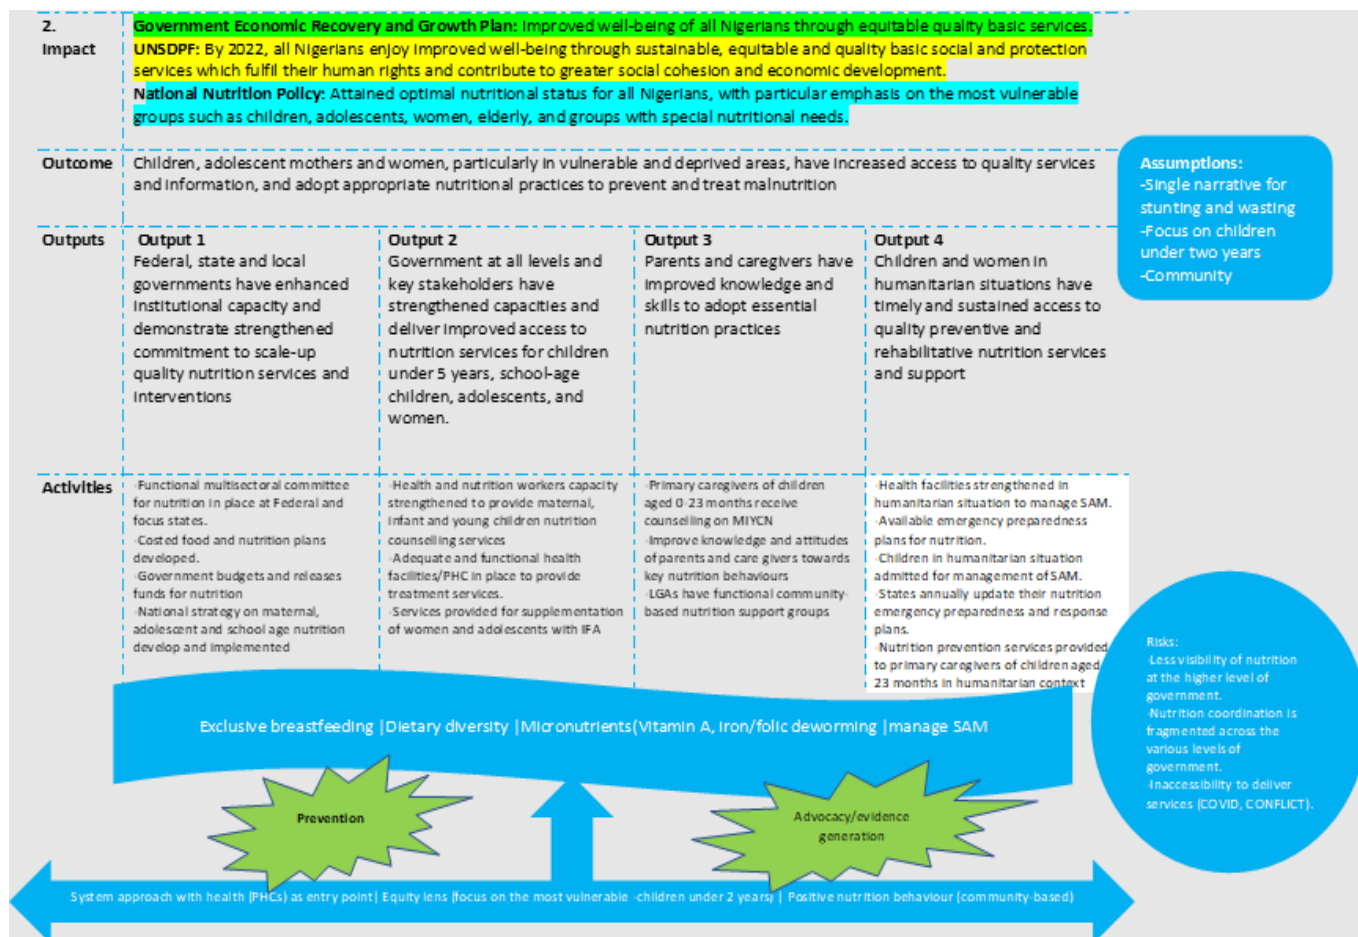 2.
Impact
Government Economic Recovery and Growth Plan: Improved well-being of all Nigerians through equitable quality basic services.
UNSDPF: By 2022, all Nigerians enjoy improved well-being through sustainable, equitable and quality basic social and protection
services which fulfil their human rights and contribute to greater social cohesion and economic development.
National Nutrition Policy: Attained optimal nutritional status for all Nigerians, with particular emphasis on the most vulnerable
groups such as children, adolescents, women, elderly, and groups with special nutritional needs.
Outcome
Children, adolescent mothers and women, particularly in vulnerable and deprived areas, have increased access to quality services
and information, and adopt appropriate nutritional practices to prevent and treat malnutrition
Assumptions:
-Single narrative for
stunting and wasting
-Focus on children
under two years
-Community
Outputs
Output 1
Federal, state and local
governments have enhanced
institutional capacity and
demonstrate strengthened
commitment to scale-up
quality nutrition services and
interventions
Output 2
Government at all levels and
key stakeholders have
strengthened capacities and
deliver improved access to
nutrition services for children
under 5 years, school-age
children, adolescents, and
women.
Output 3
Parents and caregivers have
improved knowledge and
skills to adopt essential
nutrition practices
Output 4
Children and women in
humanitarian situations have
timely and sustained access to
quality preventive and
rehabilitative nutrition services
and support
Activities
-Functional multisectoral committee
for nutrition in place at Federal and
focus states.
-Costed food and nutrition plans
developed.
-Government budgets and releases
funds for nutrition
-National strategy on maternal,
adolescent and school age nutrition
develop and implemented
-Health and nutrition workers capacity
strengthened to provide maternal,
infant and young children nutrition
counselling services
-Adequate and functional health
facilities/PHC in place to provide
treatment services.
-Services provided for supplementation
of women and adolescents with IFA
-Primary caregivers of children
aged 0-23 months receive
counselling on MIYCN
-Improve knowledge and attitudes
of parents and care givers towards
key nutrition behaviours
-LGAs have functional community-
based nutrition support groups
-Health facilities strengthened in
humanitarian situation to manage SAM.
-Available emergency preparedness
plans for nutrition.
-Children in humanitarian situation
admitted for management of SAM.
-States annually update their nutrition
emergency preparedness and response
plans.
-Nutrition prevention services provided
to primary caregivers of children aged
23 months in humanitarian context
Risks:
-Less visibility of nutrition
at the higher level of
government.
-Nutrition coordination is
fragmented across the
various levels of
government.
-Inaccessibility to deliver
services (COVID, CONFLICT).
Exclusive breastfeeding |Dietary diversity |Micronutrients(Vitamin A, iron/folic deworming |manage SAM
Prevention
Advocacy/evidence
generation
System approach with health (PHCs) as entry point| Equity lens (focus on the most vulnerable -children under 2 years) | Positive nutrition behaviour (community-based)